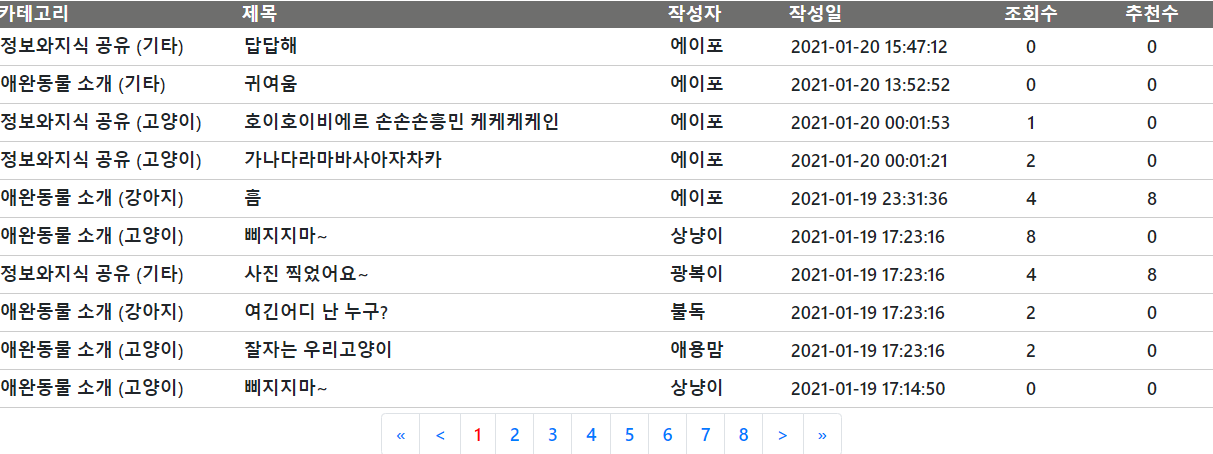 카테고리 제목 작성자 작성일 조회수 추천수
정보와지식 공유 (기타) 답답해 에이포 2021-01-20 15:47:12 0 0
애완동물 소개 (기타) 귀여움 에이포 2021-01-20 13:52:52 0 0
정보와지식 공유 (고양이) 호이호이비에르 손손손흥민 케케케케인 에이포 2021-01-20 00:01:53 1 0
정보와지식 공유 (고양이) 가나다라마바사아자차카 에이포 2021-01-20 00:01:21 2 0
애완동물 소개 (강아지) 흠 에이포 2021-01-19 23:31:36 4 8
애완동물 소개 (고양이) 삐지지마~ 상냥이 2021-01-19 17:23:16 8 0
정보와지식 공유 (기타) 사진 찍었어요~ 광복이 2021-01-19 17:23:16 4 8
애완동물 소개 (강아지) 여긴어디 난 누구? 불독 2021-01-19 17:23:16 2 0
애완동물 소개 (고양이) 잘자는 우리고양이 애용맘 2021-01-19 17:23:16 2 0
애완동물 소개 (고양이) 삐지지마~ 상냥이 2021-01-19 17:14:50 0 0
« < 1 2 3 4 5 6 7 8 > »